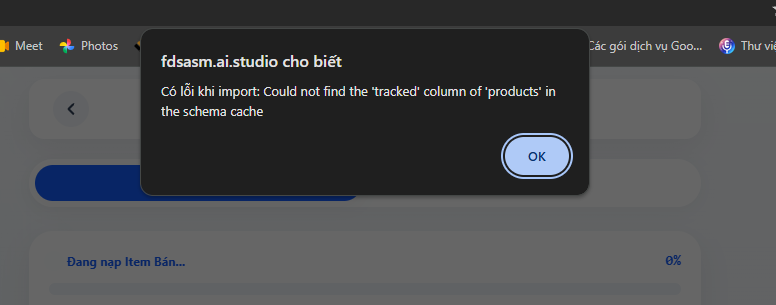 Meet
Photos
Các gói dịch vụ Goo...
Thư viê
fdsasm.ai.studio cho biết
Có lỗi khi import: Could not find the 'tracked' column of 'products' in
the schema cache
OK
Đang nạp Item Bán...
0%